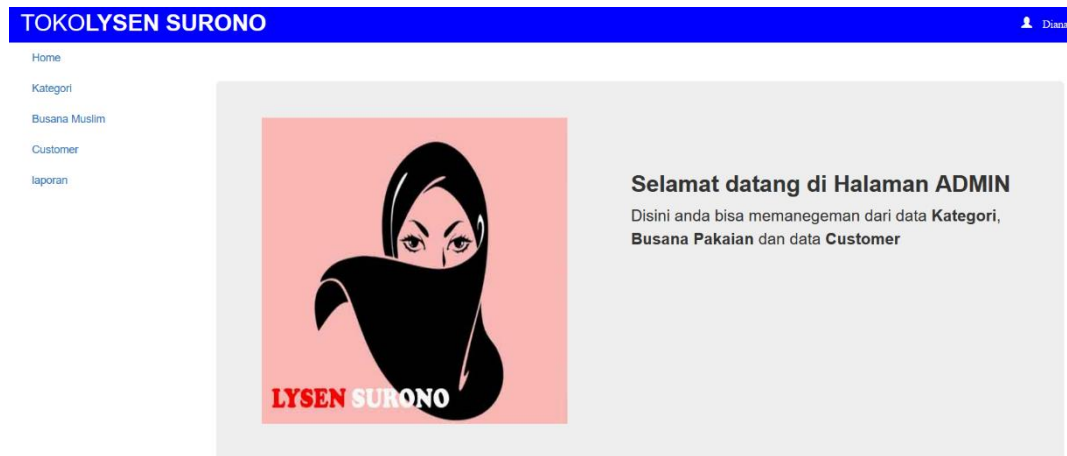 TOKOLYSEN SURONO
Diana
Home
Kategori
Busana Muslim
Customer
laporan
LYSEN SURONO
Selamat datang di Halaman ADMIN
Disini anda bisa memanegeman dari data Kategori,
Busana Pakaian dan data Customer